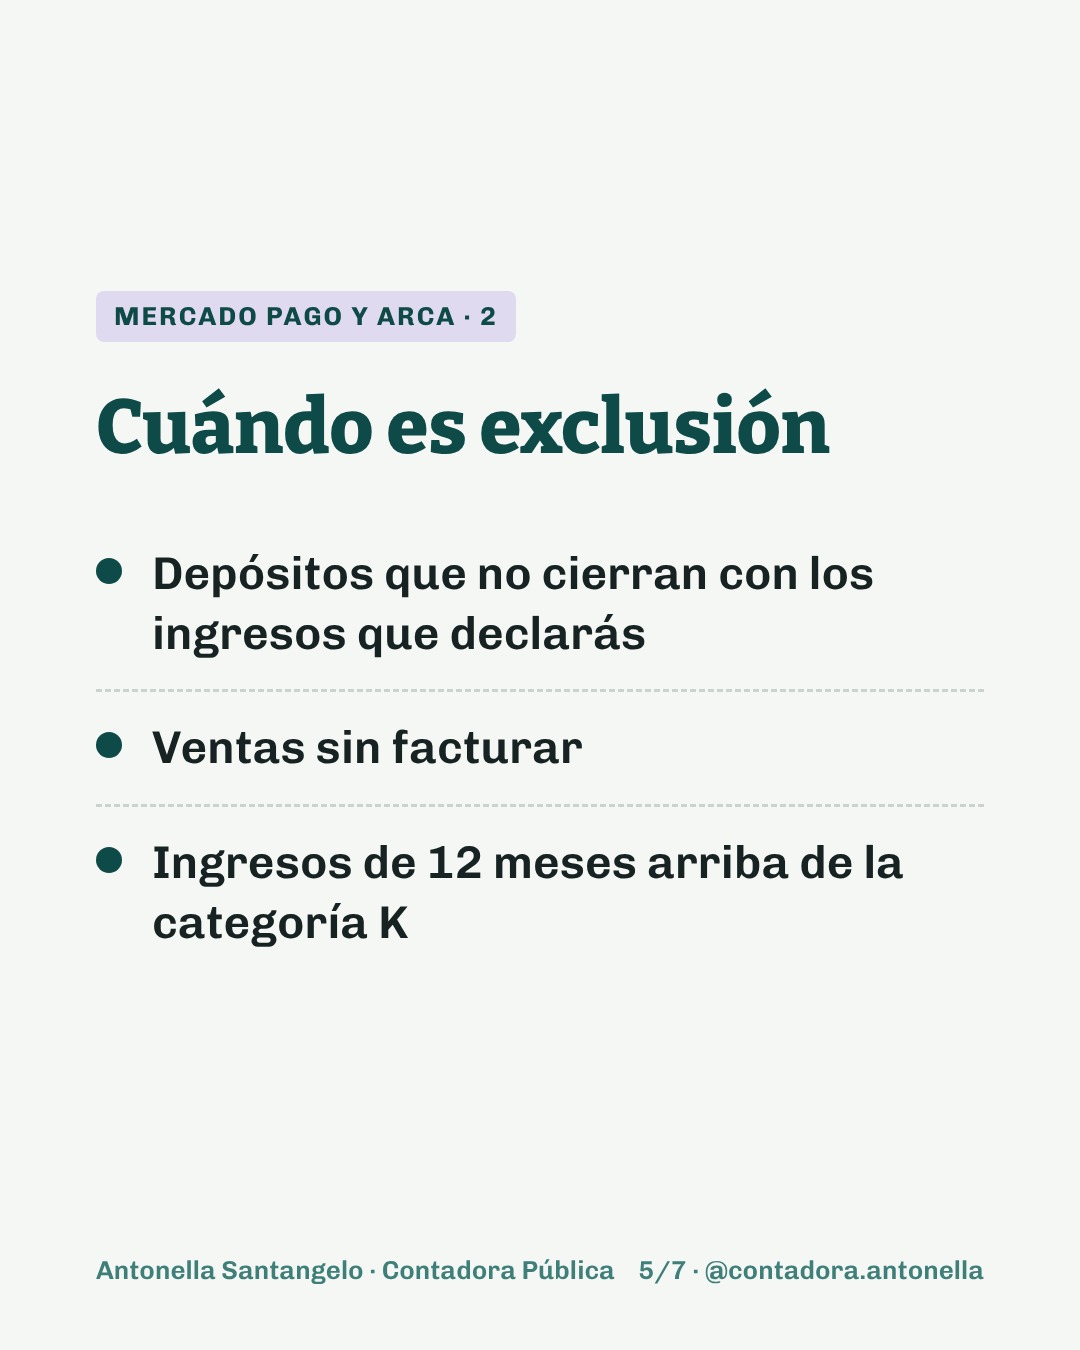 MERCADO PAGO Y ARCA · 2
Cuándo es exclusión
Depósitos que no cierran con los
ingresos que declarás
Ventas sin facturar
Ingresos de 12 meses arriba de la
categoría K
Antonella Santangelo · Contadora Pública 5/7 · @contadora.antonella